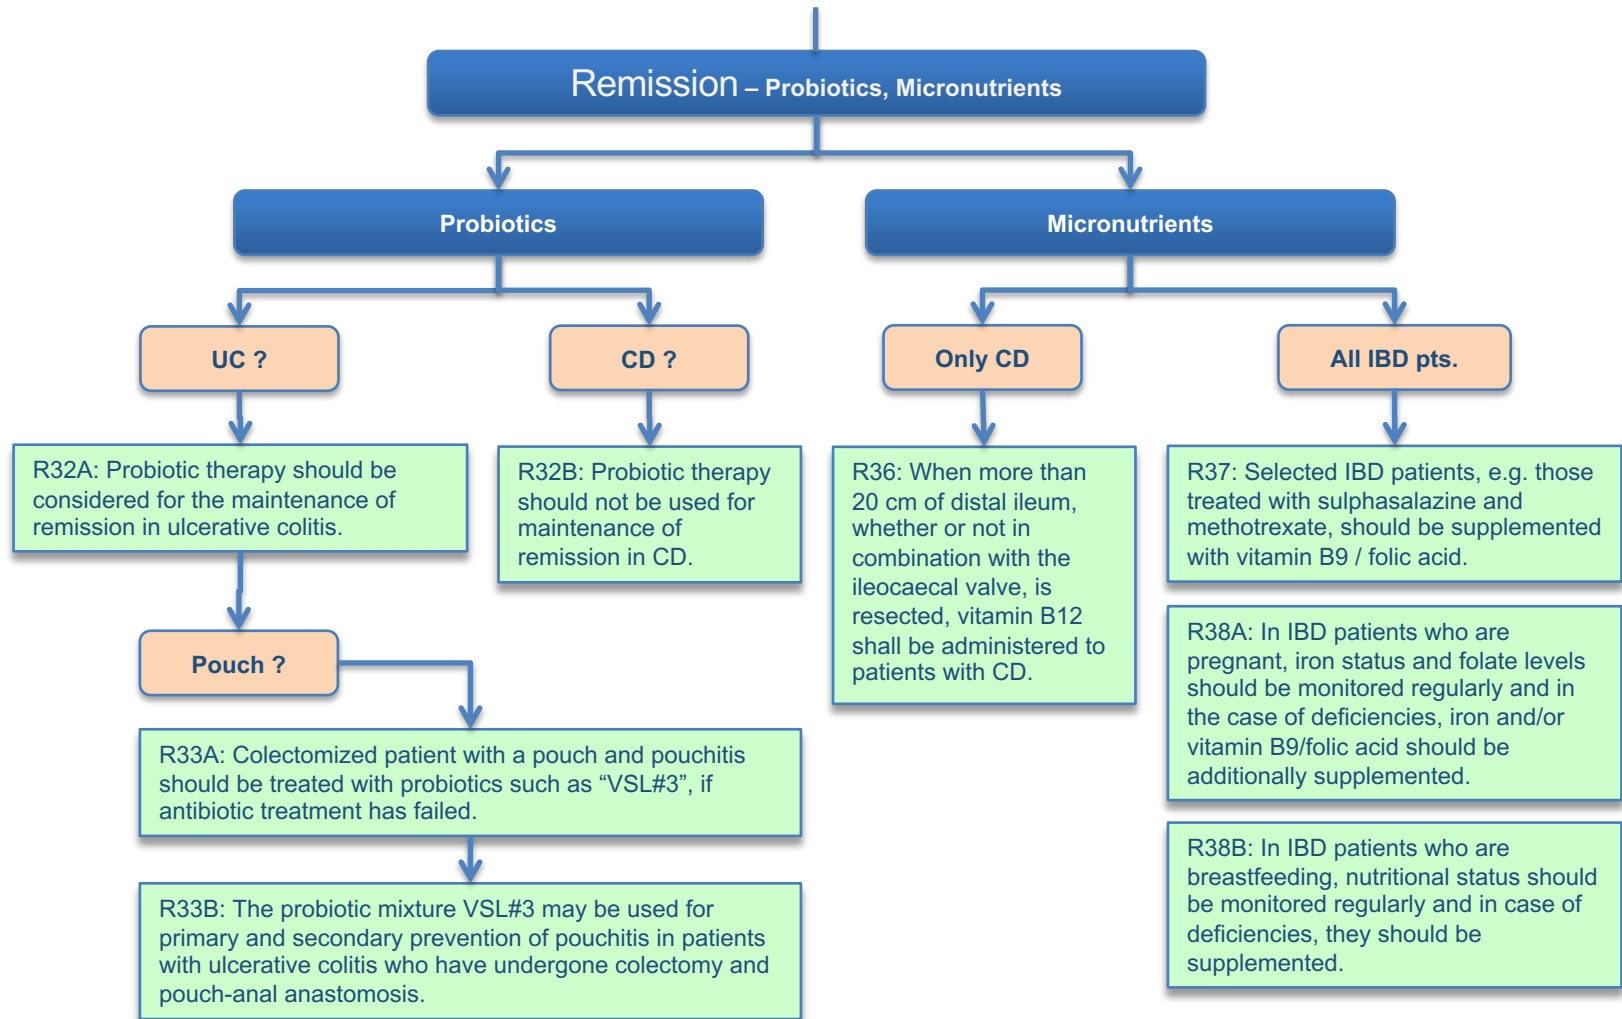 Remission – Probiotics, Micronutrients
Probiotics
Micronutrients
UC ?
CD ?
Only CD
All IBD pts.
R32A: Probiotic therapy should be
considered for the maintenance of
remission in ulcerative colitis.
R32B: Probiotic therapy
should not be used for
maintenance of
remission in CD.
R36: When more than
20 cm of distal ileum,
whether or not in
combination with the
ileocaecal valve, is
resected, vitamin B12
shall be administered to
patients with CD.
R37: Selected IBD patients, e.g. those
treated with sulphasalazine and
methotrexate, should be supplemented
with vitamin B9 / folic acid.
Pouch ?
R38A: In IBD patients who are
pregnant, iron status and folate levels
should be monitored regularly and in
the case of deficiencies, iron and/or
vitamin B9/folic acid should be
additionally supplemented.
R33A: Colectomized patient with a pouch and pouchitis
should be treated with probiotics such as “VSL#3”, if
antibiotic treatment has failed.
R38B: In IBD patients who are
breastfeeding, nutritional status should
be monitored regularly and in case of
deficiencies, they should be
supplemented.
R33B: The probiotic mixture VSL#3 may be used for
primary and secondary prevention of pouchitis in patients
with ulcerative colitis who have undergone colectomy and
pouch-anal anastomosis.